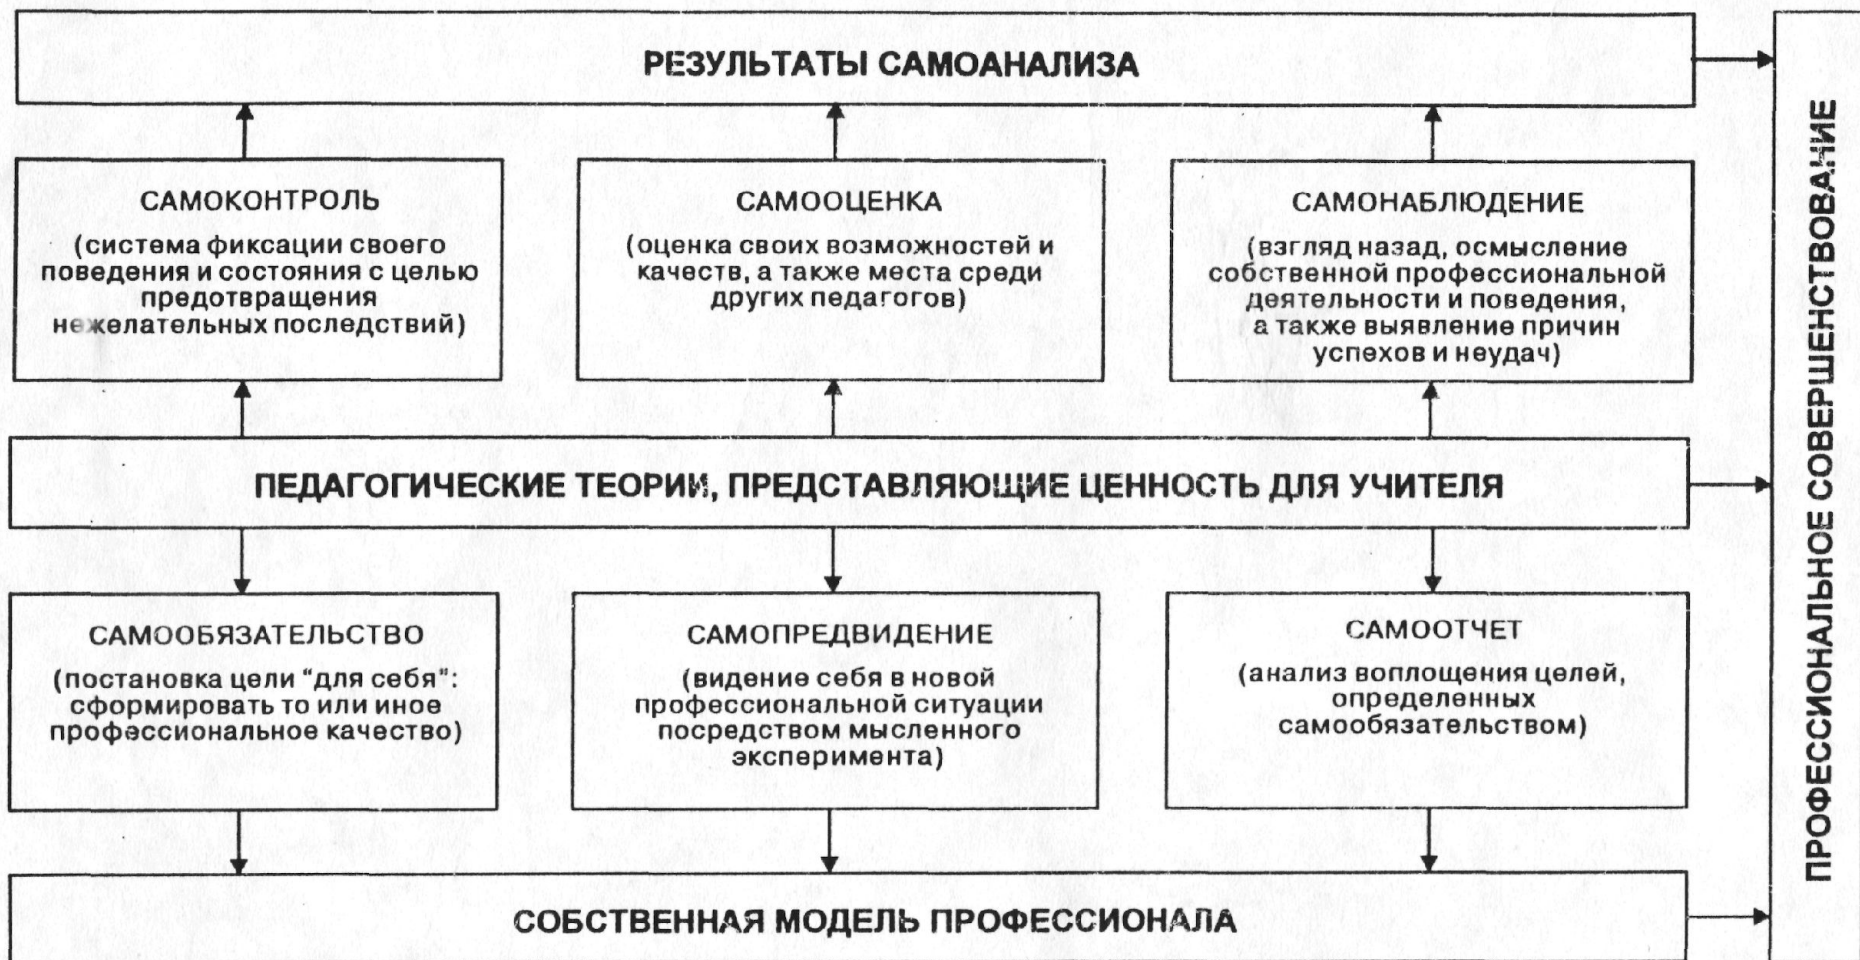 РЕЗУЛЬТАТЫ САМОАНАЛИЗА
САМОКОНТРОЛЬ
(система фиксации своего
поведения и состояния с целью
предотвращения
нежелательных последствий)
САМООЦЕНКА
(оценка своих возможностей и
качеств, а также места среди
других педагогов)
САМОНАБЛЮДЕНИЕ
(взгляд назад, осмысление
собственной профессиональной
деятельности и поведения,
а также выявление причин
успехов и неудач)
ПЕДАГОГИЧЕСКИЕ ТЕОРИИ, ПРЕДСТАВЛЯЮЩИЕ ЦЕННОСТЬ ДЛЯ УЧИТЕЛЯ
САМООБЯЗАТЕЛЬСТВО
(постановка цели "для себя":
сформировать то или иное
профессиональное качество)
САМОПРЕДВИДЕНИЕ
(видение себя в новой
профессиональной ситуации
посредством мысленного
эксперимента)
САМООТЧЕТ
(анализ воплощения целей,
определенных
самообязательством)
СОБСТВЕННАЯ МОДЕЛЬ ПРОФЕССИОНАЛА
ПРОФЕССИОНАЛЬНОЕ СОВЕРШЕНСТВОВАНИЕ